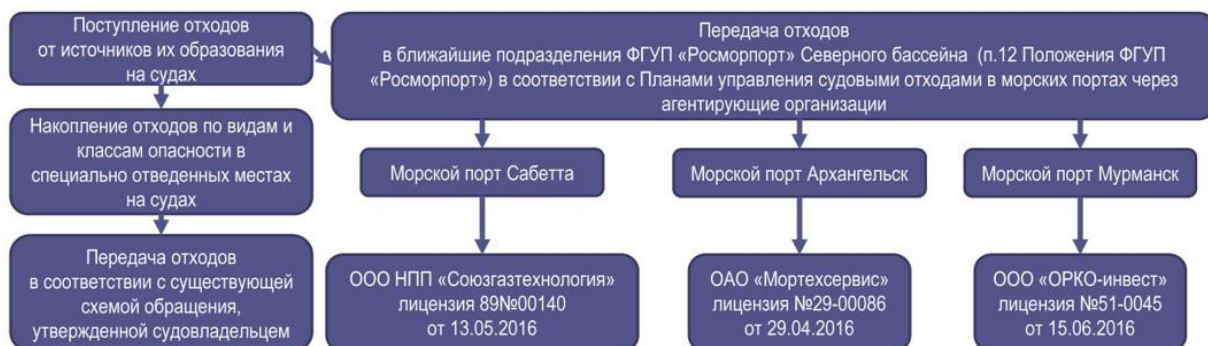 Поступление отходов
от источников их образования
на судах
Накопление отходов по видам и
классам опасности в
специально отведенных местах
на судах
Передача отходов
в соответствии с существующей
схемой обращения,
утвержденной судовладельцем
Передача отходов
в ближайшие подразделения ФГУП «Росморпорт» Северного бассейна (п.12 Положения ФГУП
«Росморпорт») в соответствии с Планами управления судовыми отходами в морских портах через
агентирующие организации
Морской порт Сабетта
Морской порт Архангельск
Морской порт Мурманск
ООО НПП «Союзгазтехнология»
лицензия 89№00140
от 13.05.2016
ОАО «Мортехсервис»
лицензия №29-00086
от 29.04.2016
ООО «ОРКО-инвест»
лицензия №51-0045
от 15.06.2016